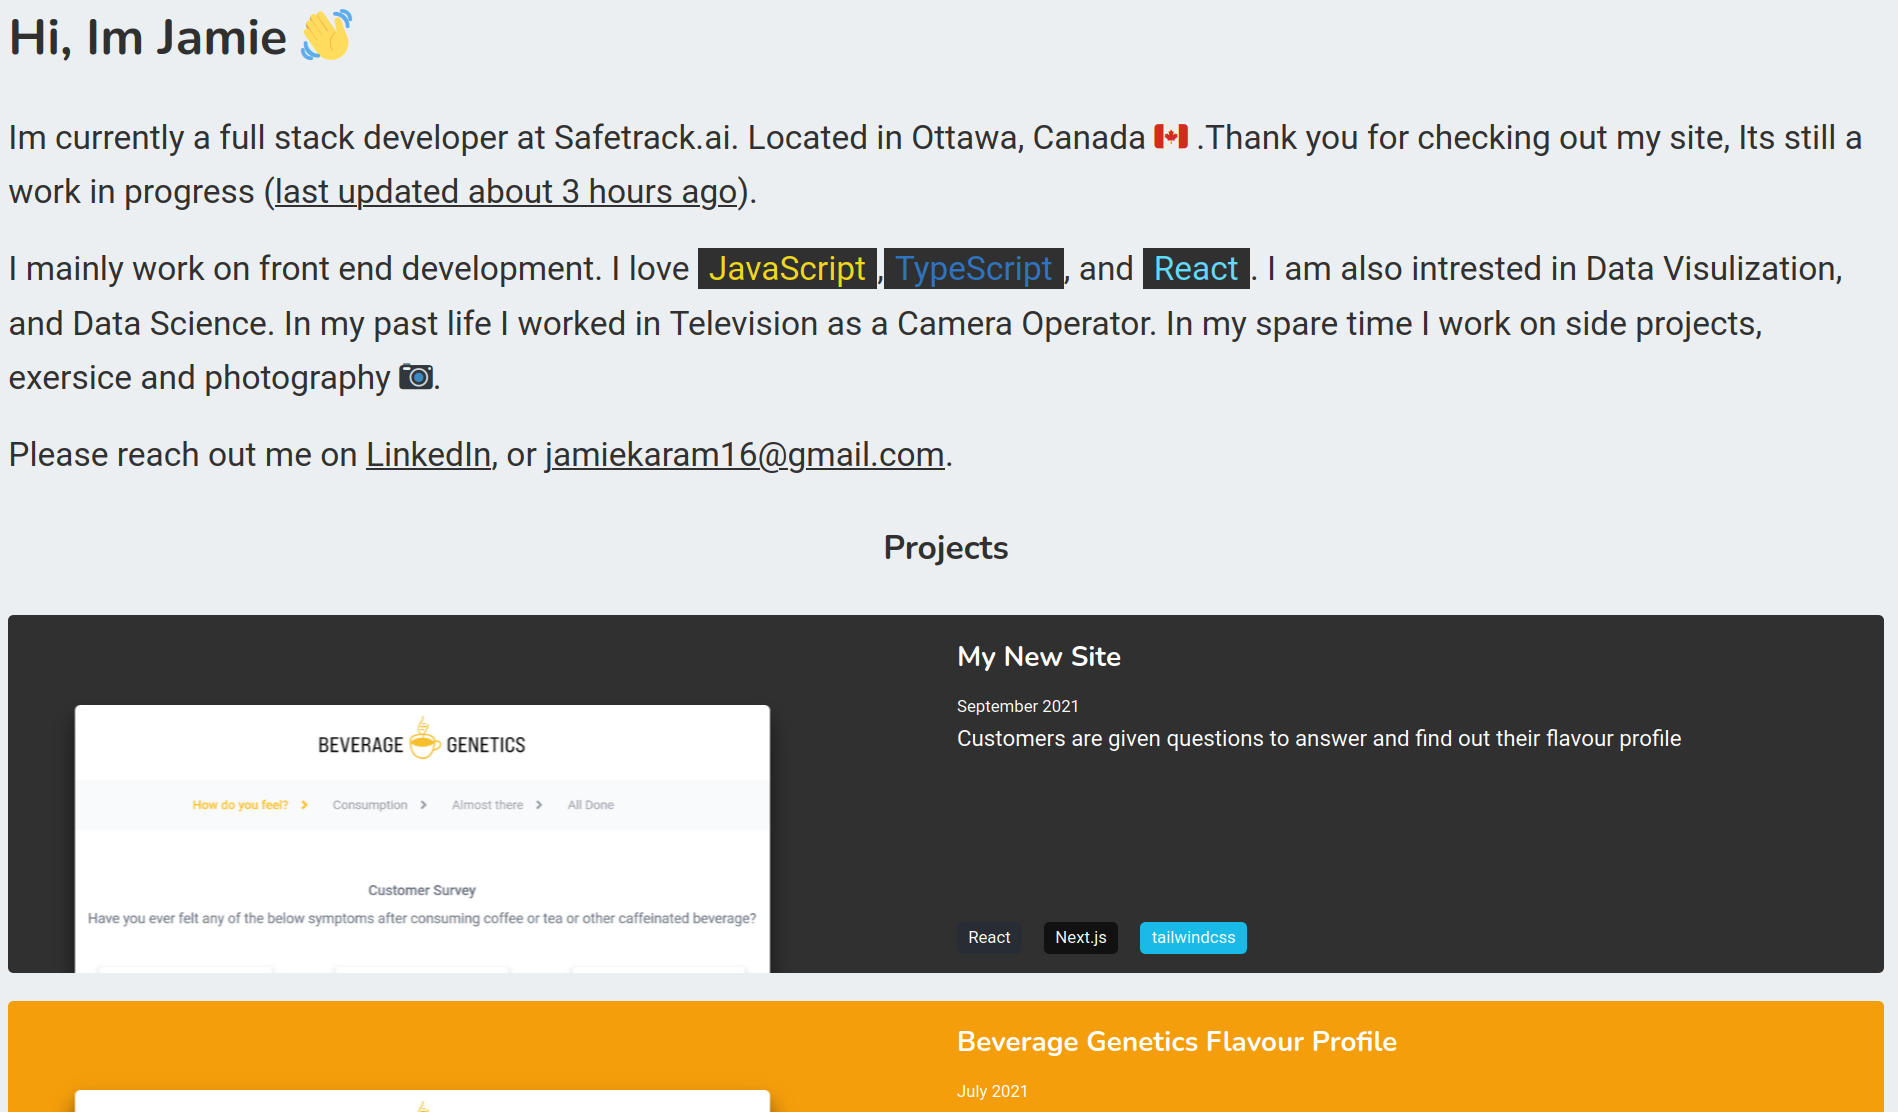 Hi, Im Jamie 👋
Im currently a full stack developer at Safetrack.ai. Located in Ottawa, Canada 🇨🇦 .Thank you for checking out my site, Its still a
work in progress (last updated about 3 hours ago).
I mainly work on front end development. I love JavaScript , TypeScript , and React . I am also intrested in Data Visulization,
and Data Science. In my past life I worked in Television as a Camera Operator. In my spare time I work on side projects,
exersice and photography 📷.
Please reach out me on LinkedIn, or jamiekaram16@gmail.com.
Projects
My New Site
September 2021
Customers are given questions to answer and find out their flavour profile
BEVERAGE GENETICS
How do you feel? > Consumption > Almost there > All Done
Customer Survey
Have you ever felt any of the below symptoms after consuming coffee or tea or other caffeinated beverage?
React Next.js tailwindcss
Beverage Genetics Flavour Profile
July 2021